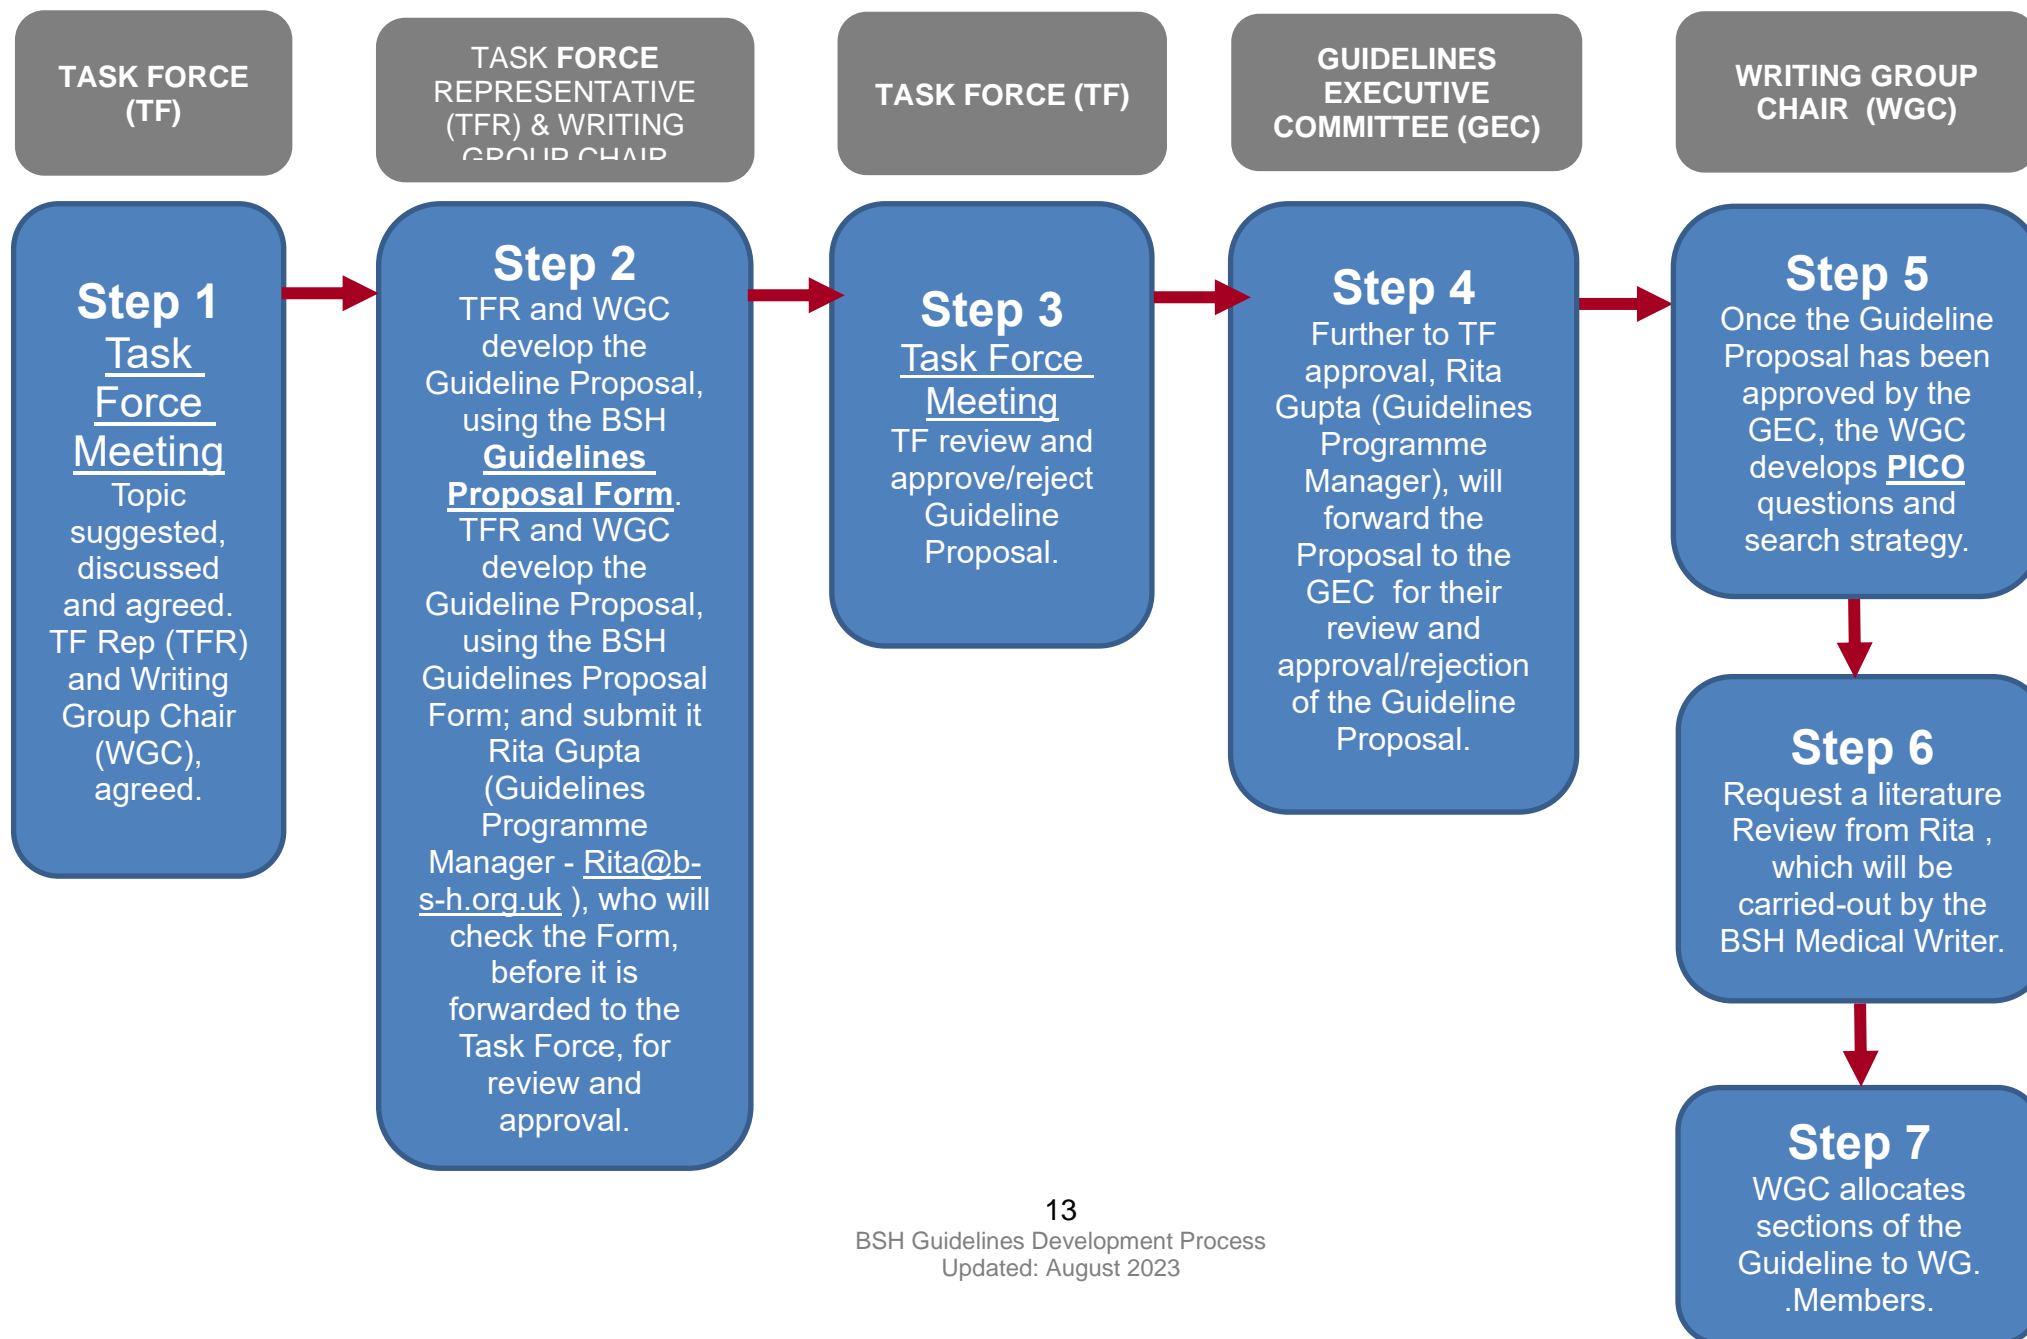 TASK FORCE
(TF)
TASK FORCE
REPRESENTATIVE
(TFR) & WRITING
GROUP CHAIR
TASK FORCE (TF)
GUIDELINES
EXECUTIVE
COMMITTEE (GEC)
WRITING GROUP
CHAIR (WGC)
Step 1
Task
Force
Meeting
Topic
suggested,
discussed
and agreed.
TF Rep (TFR)
and Writing
Group Chair
(WGC),
agreed.
Step 2
TFR and WGC
develop the
Guideline Proposal,
using the BSH
Guidelines
Proposal Form.
TFR and WGC
develop the
Guideline Proposal,
using the BSH
Guidelines Proposal
Form; and submit it
Rita Gupta
(Guidelines
Programme
Manager - Rita@b-
s-h.org.uk ), who will
check the Form,
before it is
forwarded to the
Task Force, for
review and
approval.
Step 3
Task Force
Meeting
TF review and
approve/reject
Guideline
Proposal.
Step 4
Further to TF
approval, Rita
Gupta (Guidelines
Programme
Manager), will
forward the
Proposal to the
GEC for their
review and
approval/rejection
of the Guideline
Proposal.
Step 5
Once the Guideline
Proposal has been
approved by the
GEC, the WGC
develops PICO
questions and
search strategy.
Step 6
Request a literature
Review from Rita ,
which will be
carried-out by the
BSH Medical Writer.
Step 7
WGC allocates
sections of the
Guideline to WG.
.Members.
13
BSH Guidelines Development Process
Updated: August 2023